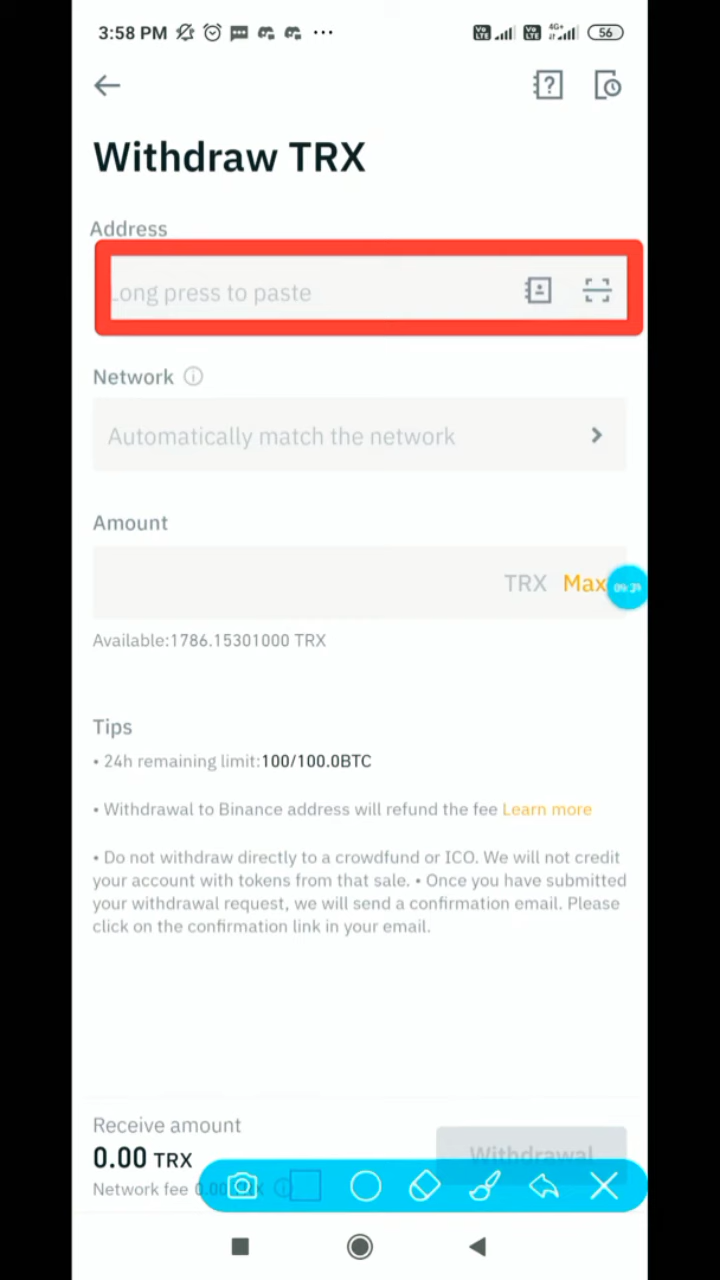 3:58 PM
4G+
56
Withdraw TRX
Address
Long press to paste
Network
Automatically match the network
Amount
TRX Max
Available:1786.15301000 TRX
Tips
• 24h remaining limit:100/100.0BTC
• Withdrawal to Binance address will refund the fee Learn more
• Do not withdraw directly to a crowdfund or ICO. We will not credit
your account with tokens from that sale. • Once you have submitted
your withdrawal request, we will send a confirmation email. Please
click on the confirmation link in your email.
Receive amount
0.00 TRX
Withdrawal
Network fee